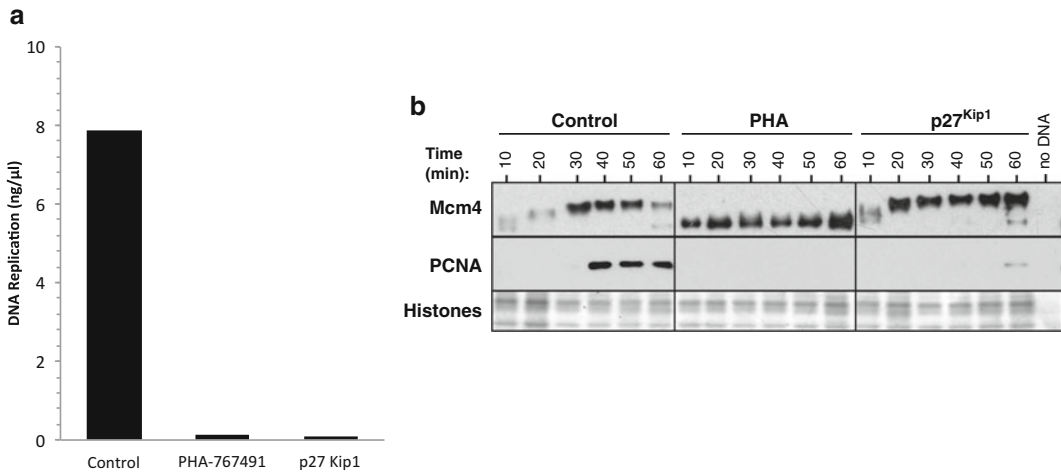 a
10
8
6
4
2
0
DNA Replication (ng/µl)
Control
PHA-767491
p27 Kip1
b
Control
PHA
p27Kip1
no DNA
Time
(min):
10 20 30 40 50 60 10 20 30 40 50 60 10 20 30 40 50 60
Mcm4
PCNA
Histones